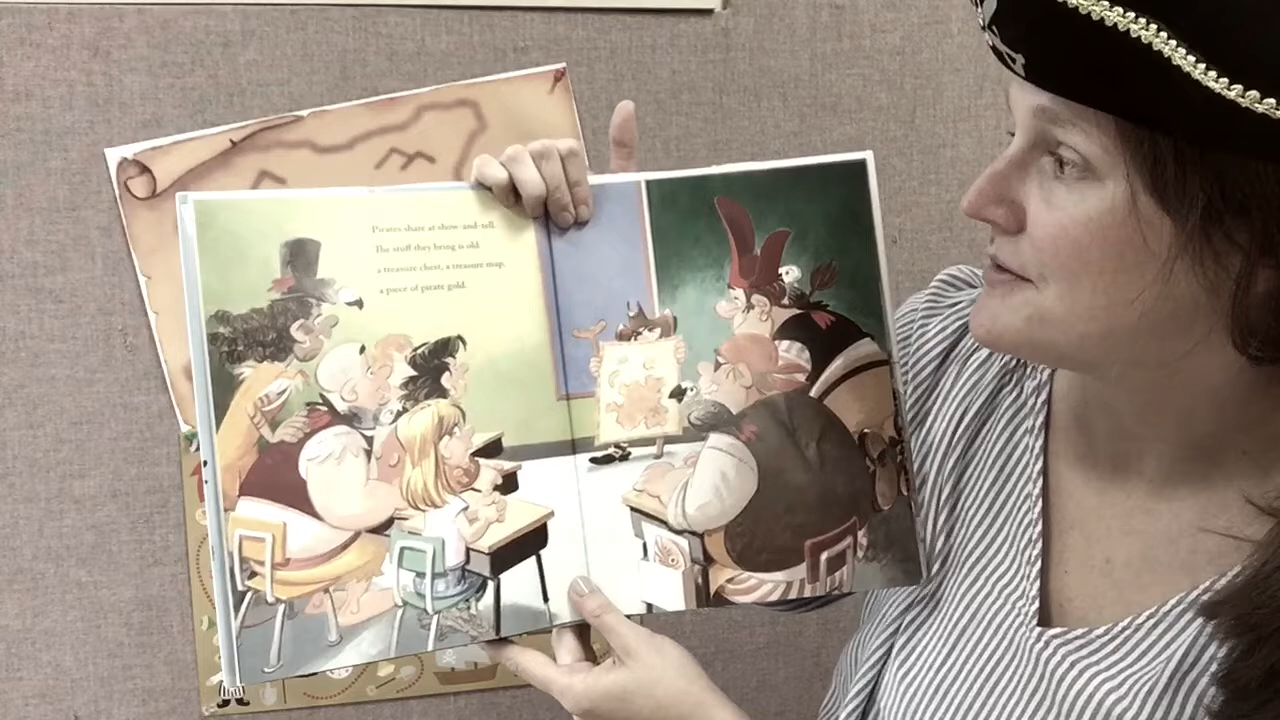 Pirates share at show-and-tell.
The stuff they bring is old:
a treasure chest, a treasure map,
a piece of pirate gold.